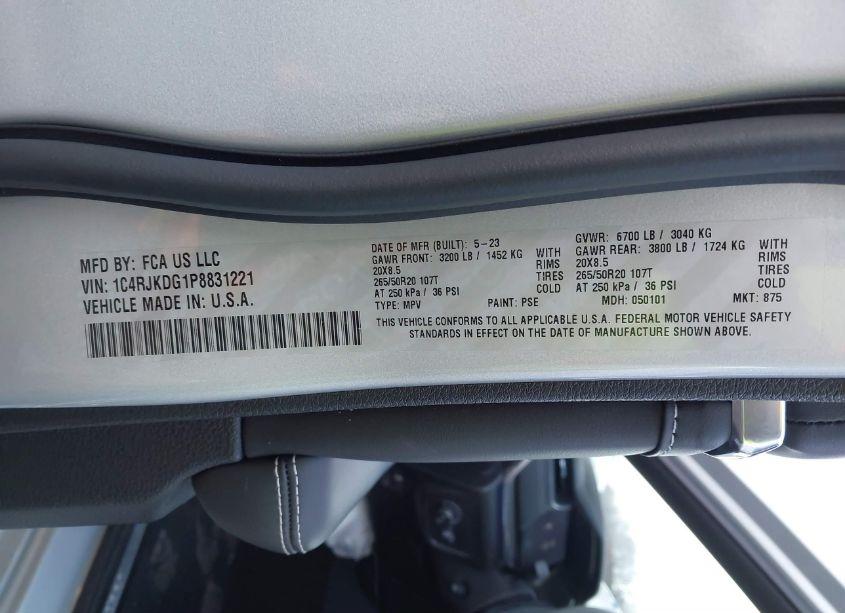 MFD BY: FCA US LLC
VIN: 1C4RJKDG1P8831221
VEHICLE MADE IN: U.S.A.
DATE OF MFR (BUILT): 5-23
GAWR FRONT: 3200 LB / 1452 KG WITH
20X8.5 RIMS
265/50R20 107T TIRES
AT 250 kPa / 36 PSI COLD
TYPE: MPV PAINT: PSE
GVWR: 6700 LB / 3040 KG
GAWR REAR: 3800 LB / 1724 KG WITH
20X8.5 RIMS
265/50R20 107T TIRES
AT 250 kPa / 36 PSI COLD
MDH: 050101 MKT: 875
THIS VEHICLE CONFORMS TO ALL APPLICABLE U.S.A. FEDERAL MOTOR VEHICLE SAFETY
STANDARDS IN EFFECT ON THE DATE OF MANUFACTURE SHOWN ABOVE.